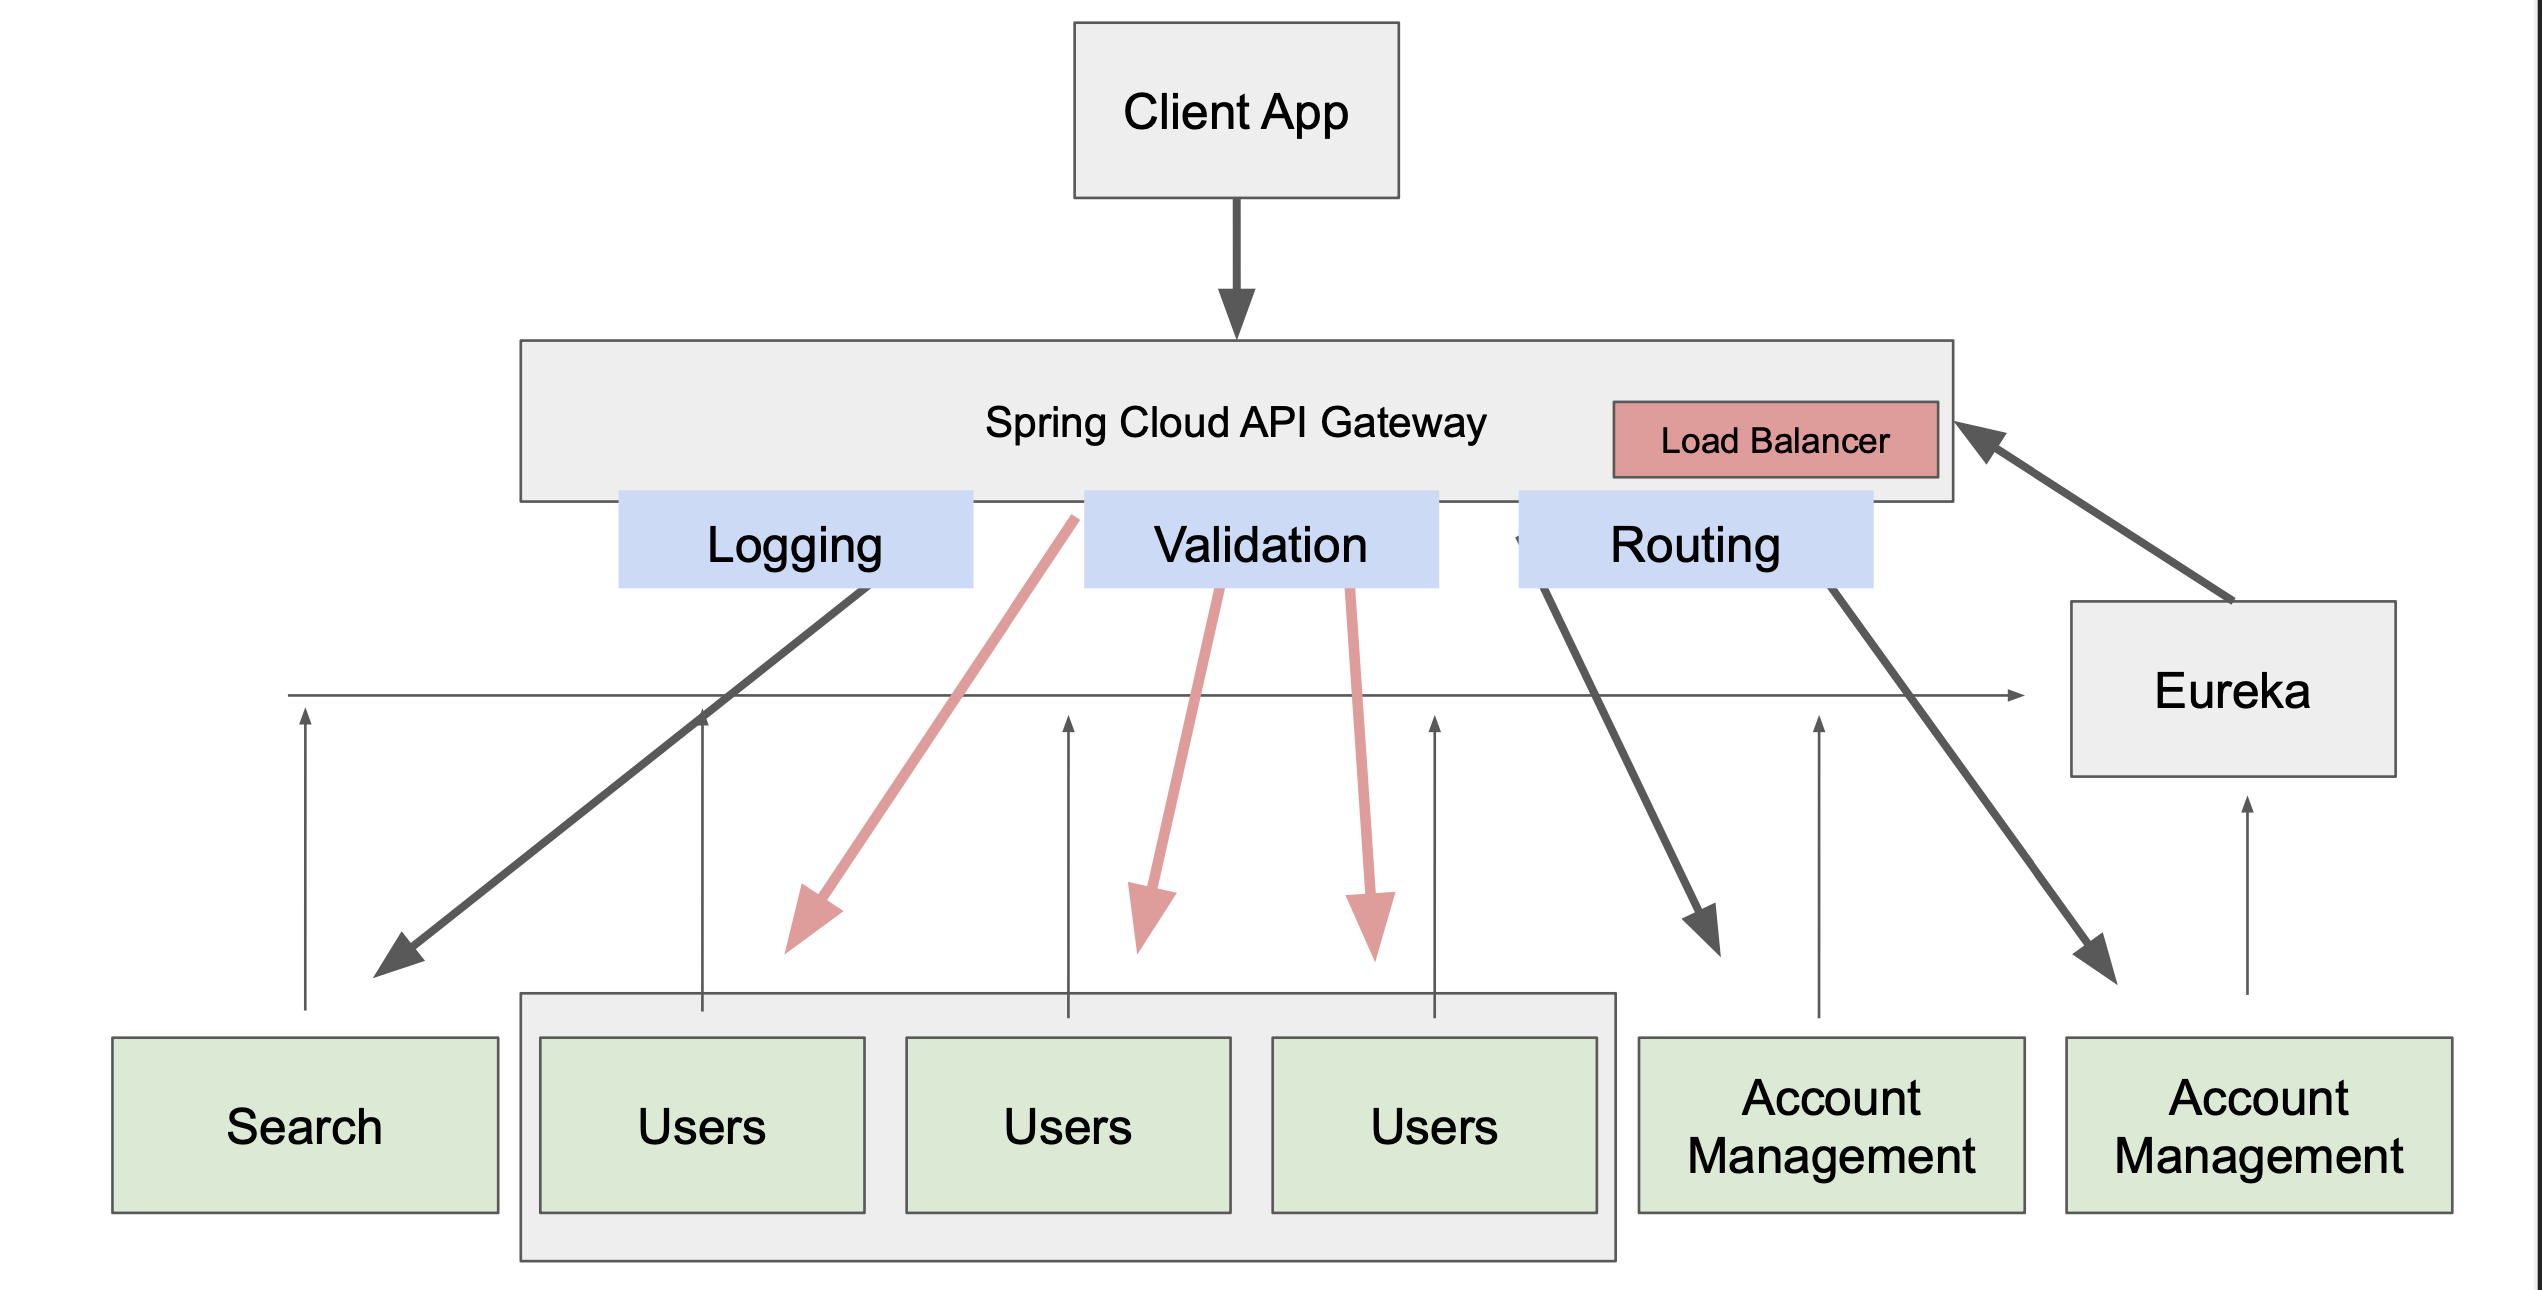 Client App
Spring Cloud API Gateway
Load Balancer
Logging
Validation
Routing
Eureka
Search
Users
Users
Users
Account
Management
Account
Management